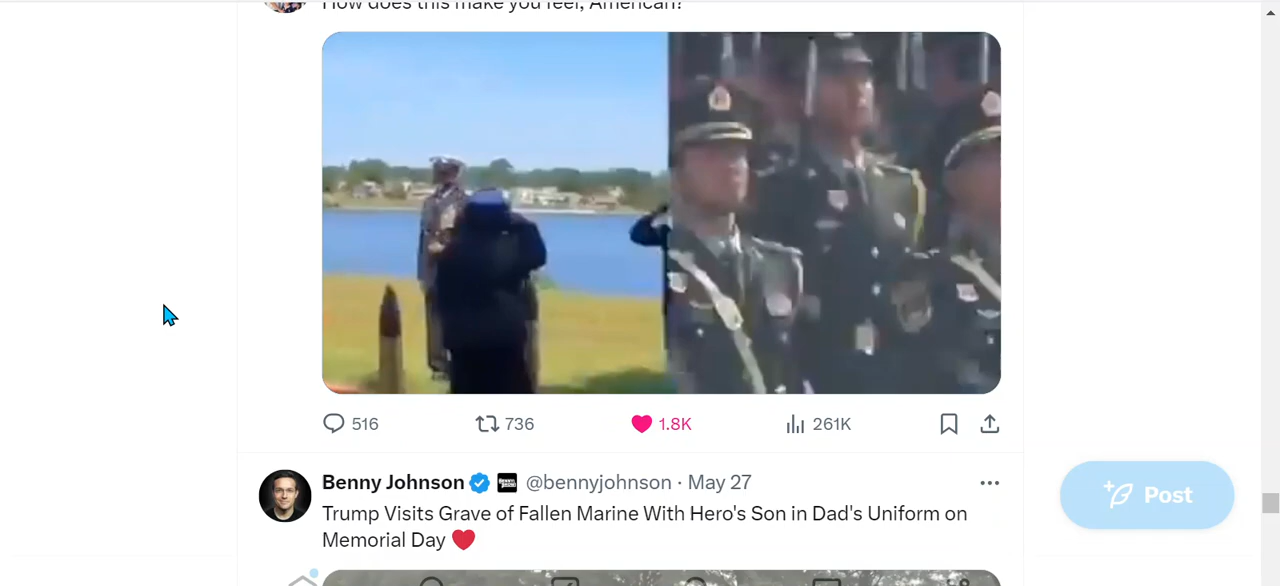 How does this make you feel, American?
516 736 1.8K 261K
Benny Johnson @bennyjohnson · May 27
Trump Visits Grave of Fallen Marine With Hero's Son in Dad's Uniform on
Memorial Day ❤️
Post